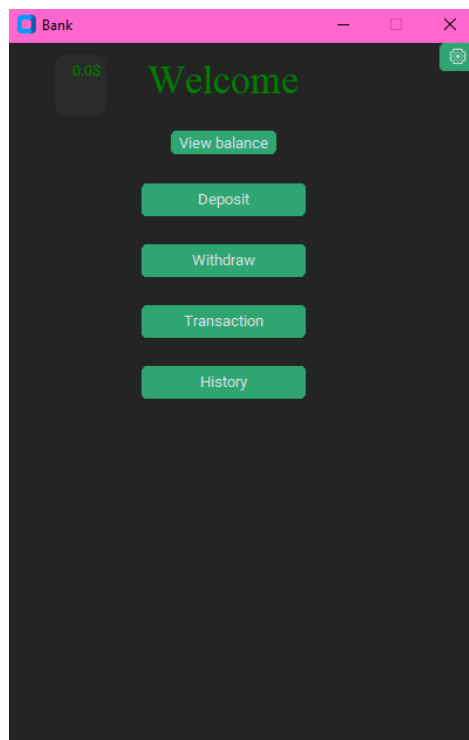 Bank
0.0$
Welcome
View balance
Deposit
Withdraw
Transaction
History